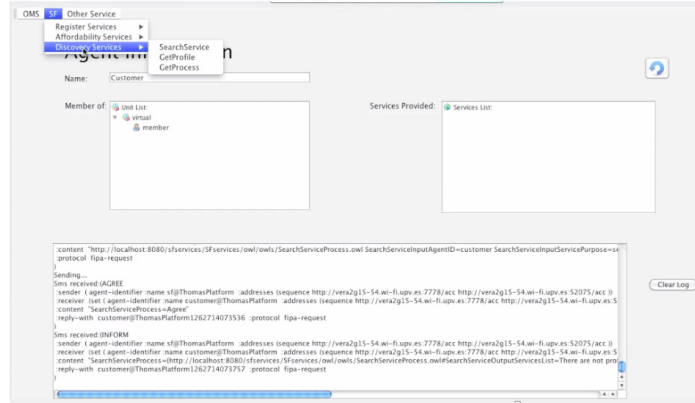 OMS SF Other Service
Register Services
Affordability Services
Discovery Services
SearchService
GetProfile
GetProcess
Name: Customer
Member of: Unit List:
virtual
member
Services Provided: Services List:
:content "http://localhost:8080/sfservices/SFservices/owl/owls/SearchServiceProcess.owl SearchServiceInputAgentID=customer SearchServiceInputServicePurpose=se
:protocol fipa-request
)
Sending...
Sms received:(AGREE
:sender ( agent-identifier :name sf@ThomasPlatform :addresses (sequence http://vera2g15-54.wi-fi.upv.es:7778/acc http://vera2g15-54.wi-fi.upv.es:52075/acc ))
:receiver (set ( agent-identifier :name customer@ThomasPlatform :addresses (sequence http://vera2g15-54.wi-fi.upv.es:7778/acc http://vera2g15-54.wi-fi.upv.es:5
:content "SearchServiceProcess=Agree"
:reply-with customer@ThomasPlatform1262714073536 :protocol fipa-request
)
Sms received:(INFORM
:sender ( agent-identifier :name sf@ThomasPlatform :addresses (sequence http://vera2g15-54.wi-fi.upv.es:7778/acc http://vera2g15-54.wi-fi.upv.es:52075/acc ))
:receiver (set ( agent-identifier :name customer@ThomasPlatform :addresses (sequence http://vera2g15-54.wi-fi.upv.es:7778/acc http://vera2g15-54.wi-fi.upv.es:5
:content "SearchServiceProcess=(http://localhost:8080/sfservices/SFservices/owl/owls/SearchServiceProcess.owl#SearchServiceOutputServicesList=There are not pro
:reply-with customer@ThomasPlatform1262714073757 :protocol fipa-request
)
Clear Log